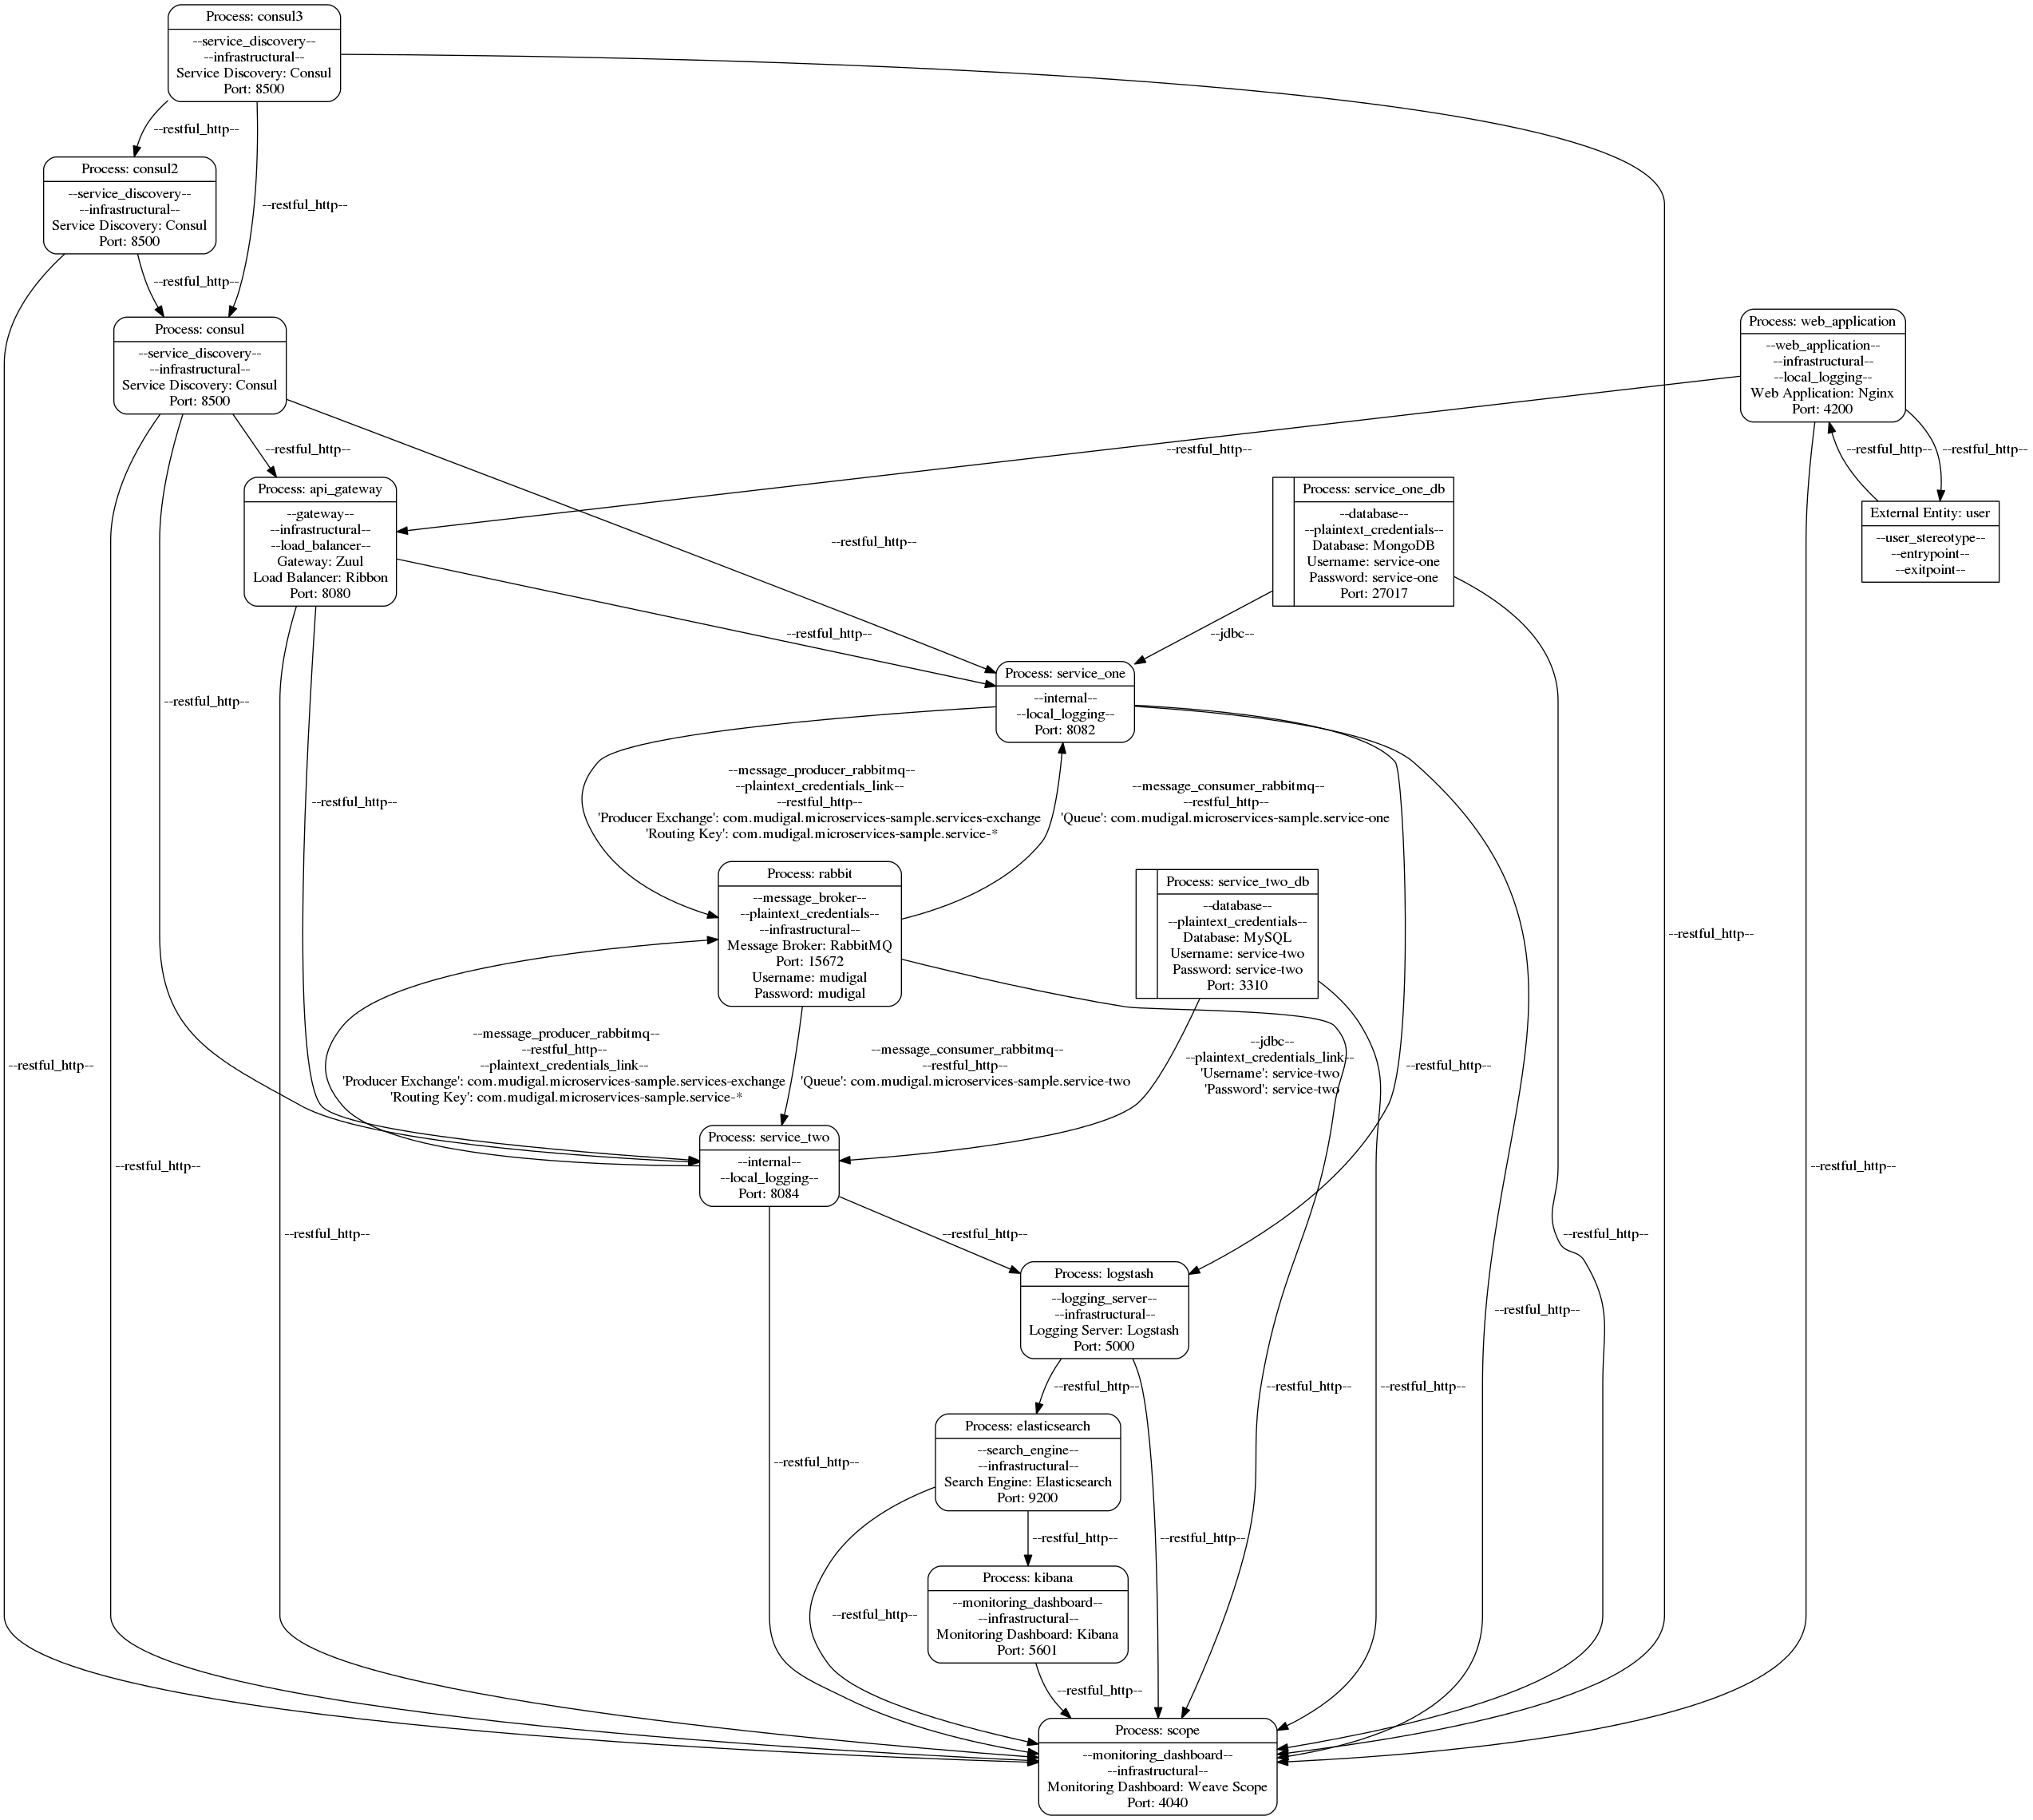 Process: consul3
--service_discovery--
--infrastructural--
Service Discovery: Consul
Port: 8500
--restful_http--
Process: consul2
--service_discovery--
--infrastructural--
Service Discovery: Consul
Port: 8500
--restful_http--
--restful_http--
Process: consul
--service_discovery--
--infrastructural--
Service Discovery: Consul
Port: 8500
Process: web_application
--web_application--
--infrastructural--
--local_logging--
Web Application: Nginx
Port: 4200
--restful_http--
--restful_http--
--restful_http--
--restful_http--
Process: api_gateway
--gateway--
--infrastructural--
--load_balancer--
Gateway: Zuul
Load Balancer: Ribbon
Port: 8080
--restful_http--
Process: service_one_db
--database--
--plaintext_credentials--
Database: MongoDB
Username: service-one
Password: service-one
Port: 27017
External Entity: user
--user_stereotype--
--entrypoint--
--exitpoint--
--restful_http--
--jdbc--
Process: service_one
--internal--
--local_logging--
Port: 8082
--restful_http--
--restful_http--
--message_producer_rabbitmq--
--plaintext_credentials_link--
--restful_http--
'Producer Exchange': com.mudigal.microservices-sample.services-exchange
'Routing Key': com.mudigal.microservices-sample.service-*
--message_consumer_rabbitmq--
--restful_http--
'Queue': com.mudigal.microservices-sample.service-one
Process: rabbit
--message_broker--
--plaintext_credentials--
--infrastructural--
Message Broker: RabbitMQ
Port: 15672
Username: mudigal
Password: mudigal
Process: service_two_db
--database--
--plaintext_credentials--
Database: MySQL
Username: service-two
Password: service-two
Port: 3310
--restful_http--
--restful_http--
--message_producer_rabbitmq--
--restful_http--
--plaintext_credentials_link--
'Producer Exchange': com.mudigal.microservices-sample.services-exchange
'Routing Key': com.mudigal.microservices-sample.service-*
--message_consumer_rabbitmq--
--restful_http--
'Queue': com.mudigal.microservices-sample.service-two
--jdbc--
--plaintext_credentials_link--
'Username': service-two
'Password': service-two
--restful_http--
--restful_http--
Process: service_two
--internal--
--local_logging--
Port: 8084
--restful_http--
--restful_http--
--restful_http--
--restful_http--
Process: logstash
--logging_server--
--infrastructural--
Logging Server: Logstash
Port: 5000
--restful_http--
--restful_http--
--restful_http--
--restful_http--
Process: elasticsearch
--search_engine--
--infrastructural--
Search Engine: Elasticsearch
Port: 9200
--restful_http--
--restful_http--
--restful_http--
Process: kibana
--monitoring_dashboard--
--infrastructural--
Monitoring Dashboard: Kibana
Port: 5601
--restful_http--
--restful_http--
Process: scope
--monitoring_dashboard--
--infrastructural--
Monitoring Dashboard: Weave Scope
Port: 4040